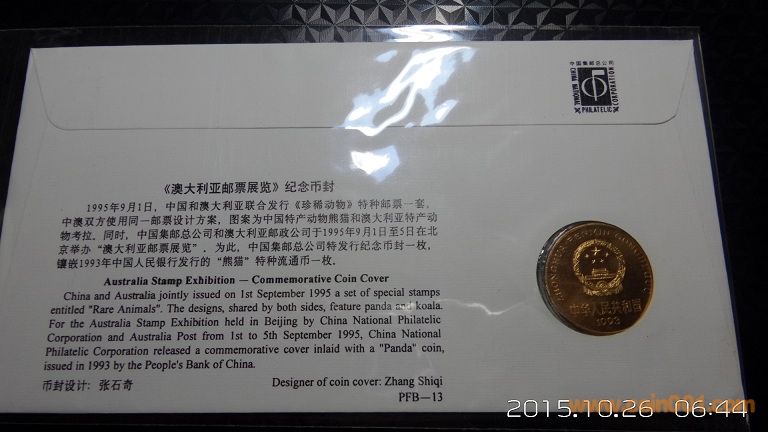 中国集邮总公司
CHINA NATIONAL
PHILATELIC
CORPORATION
《澳大利亚邮票展览》纪念币封
1995年9月1日，中国和澳大利亚联合发行《珍稀动物》特种邮票一套，
中澳双方使用同一邮票设计方案，图案为中国特产动物熊猫和澳大利亚特产动
物考拉．同时，中国集邮总公司和澳大利亚邮政公司于1995年9月1日至5日在北
京举办“澳大利亚邮票展览”．为此，中国集邮总公司特发行纪念币封一枚，
镶嵌1993年中国人民银行发行的“熊猫”特种流通币一枚．
Australia Stamp Exhibition — Commemorative Coin Cover
China and Australia jointly issued on 1st September 1995 a set of special stamps
entitled "Rare Animals". The designs, shared by both sides, feature panda and koala.
For the Australia Stamp Exhibition held in Beijing by China National Philatelic
Corporation and Australia Post from 1st to 5th September 1995, China National
Philatelic Corporation released a commemorative cover inlaid with a "Panda" coin,
issued in 1993 by the People's Bank of China.
币封设计：张石奇
Designer of coin cover: Zhang Shiqi
PFB—13
ZHONGHUA RENMIN GONGHEGUO
中华人民共和国
1993
www.coin001.com
2015.10.26 06:44